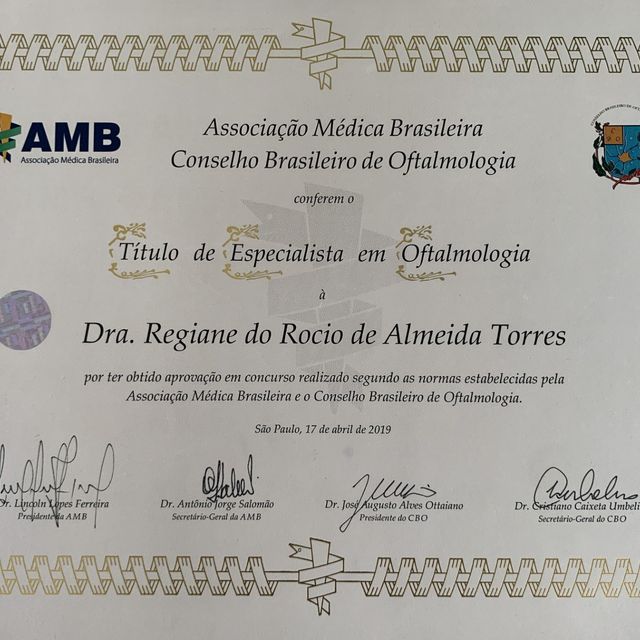 AMB
Associação Médica Brasileira
Associação Médica Brasileira
Conselho Brasileiro de Oftalmologia
conferem o
Título de Especialista em Oftalmologia
à
Dra. Regiane do Rocio de Almeida Torres
por ter obtido aprovação em concurso realizado segundo as normas estabelecidas pela
Associação Médica Brasileira e o Conselho Brasileiro de Oftalmologia.
São Paulo, 17 de abril de 2019
Dr. Lincoln Lopes Ferreira
Presidente da AMB
Dr. Antônio Jorge Salomão
Secretário-Geral da AMB
Dr. José Augusto Alves Ottaiano
Presidente do CBO
Dr. Cristiano Caixeta Umbeli
Secretário-Geral do CBO